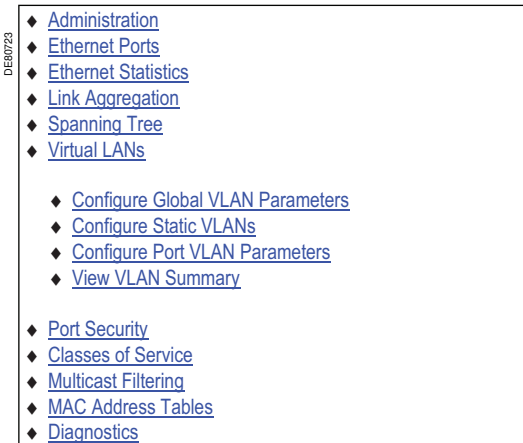 DE80723
♦ Administration
♦ Ethernet Ports
♦ Ethernet Statistics
♦ Link Aggregation
♦ Spanning Tree
♦ Virtual LANs
♦ Configure Global VLAN Parameters
♦ Configure Static VLANs
♦ Configure Port VLAN Parameters
♦ View VLAN Summary
♦ Port Security
♦ Classes of Service
♦ Multicast Filtering
♦ MAC Address Tables
♦ Diagnostics